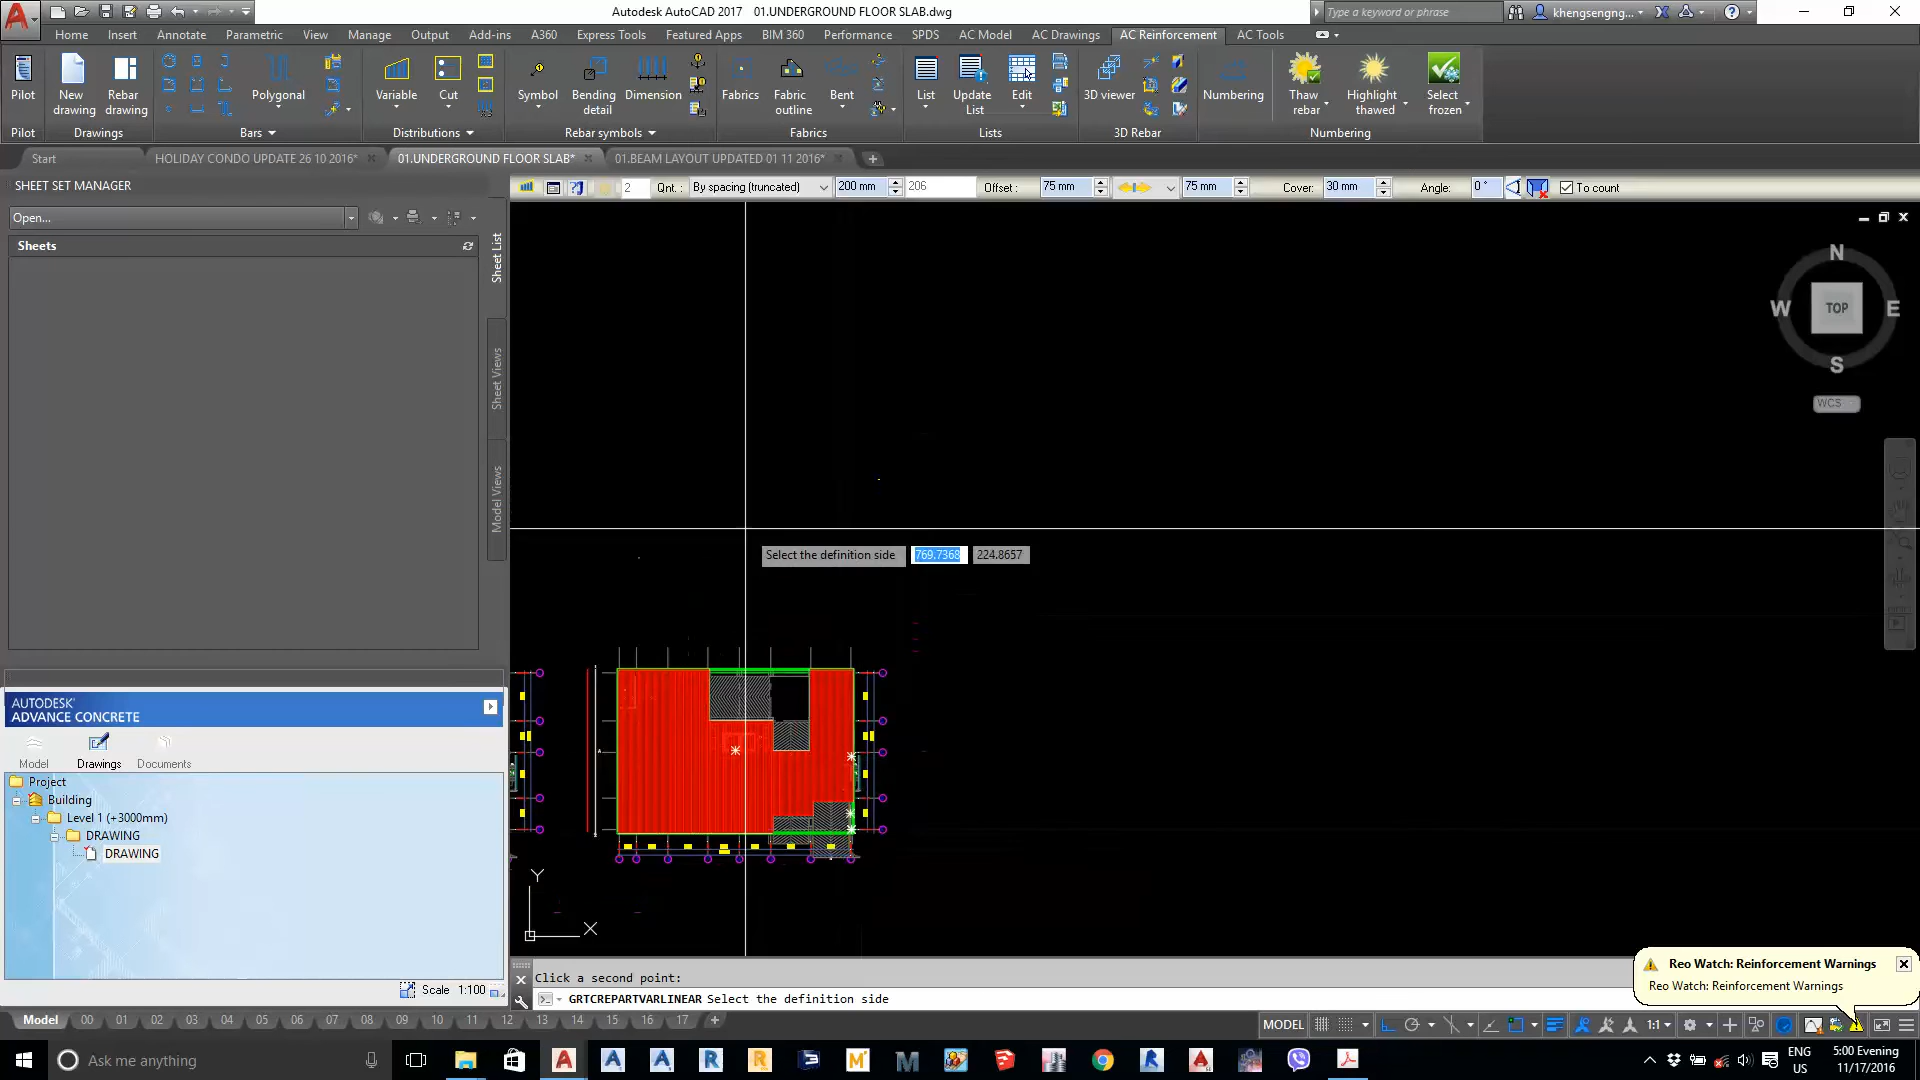 Autodesk AutoCAD 2017    01.UNDERGROUND FLOOR SLAB.dwg
Type a keyword or phrase
khengsengng...
Home Insert Annotate Parametric View Manage Output Add-ins A360 Express Tools Featured Apps BIM 360 Performance SPDS AC Model AC Drawings AC Reinforcement AC Tools
Pilot
New drawing
Rebar drawing
Polygonal
Variable
Cut
Symbol
Bending detail
Dimension
Fabrics
Fabric outline
Bent
List
Update List
Edit
3D viewer
Numbering
Thaw rebar
Highlight thawed
Select frozen
Pilot Drawings Bars Distributions Rebar symbols Fabrics Lists 3D Rebar Numbering
Start HOLIDAY CONDO UPDATE 26 10 2016* 01.UNDERGROUND FLOOR SLAB* 01.BEAM LAYOUT UPDATED 01 11 2016*
SHEET SET MANAGER
2 Qnt. : By spacing (truncated) 200 mm 206 Offset : 75 mm 75 mm Cover: 30 mm Angle: 0 ° To count
Open...
Sheets
Sheet List
Sheet Views
Model Views
N
W TOP E
S
WCS
Select the definition side 769.7368 224.8657
AUTODESK'
ADVANCE CONCRETE
Model Drawings Documents
Project
Building
Level 1 (+3000mm)
DRAWING
DRAWING
Scale 1:100
Y
X
Click a second point:
GRTCREPARTVARLINEAR Select the definition side
Reo Watch: Reinforcement Warnings
Reo Watch: Reinforcement Warnings
Model 00 01 02 03 04 05 06 07 08 09 10 11 12 13 14 15 16 17
MODEL 1:1
Ask me anything
ENG
US
5:00 Evening
11/17/2016